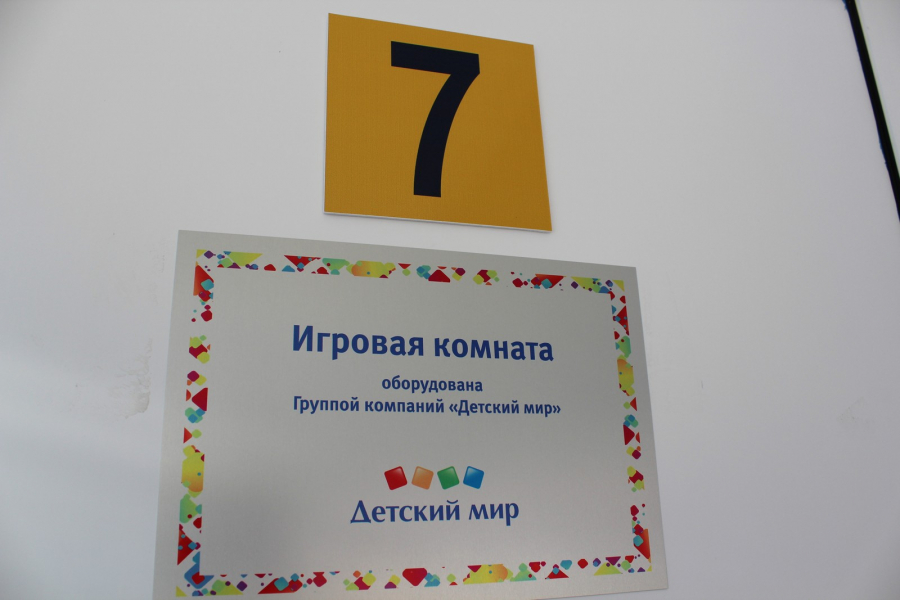 7
Игровая комната
оборудована
Группой компаний «Детский мир»
Детский мир